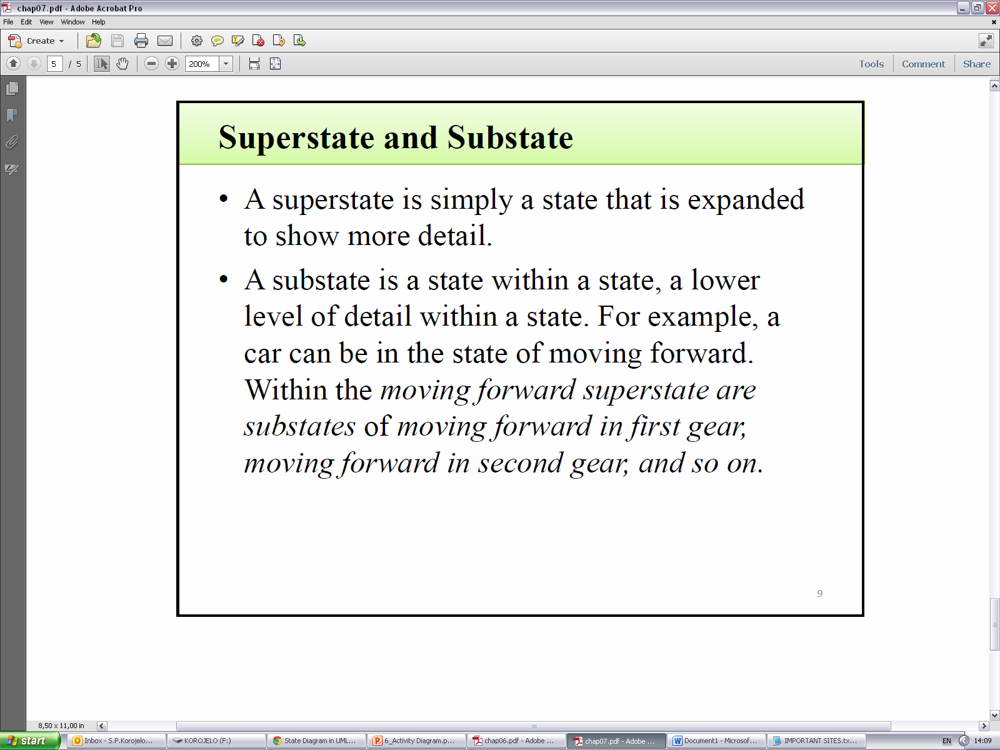 chap07.pdf - Adobe Acrobat Pro
File Edit View Window Help
Create
5 / 5 200% Tools Comment Share
Superstate and Substate
• A superstate is simply a state that is expanded
to show more detail.
• A substate is a state within a state, a lower
level of detail within a state. For example, a
car can be in the state of moving forward.
Within the moving forward superstate are
substates of moving forward in first gear,
moving forward in second gear, and so on.
9
8,50 x 11,00 in
start Inbox - S.P.Korojelo... KOROJELO (F:) State Diagram in UML... 6_Activity Diagram.p... chap06.pdf - Adobe ... chap07.pdf - Adobe ... Document1 - Microsof... IMPORTANT SITES.tx... EN 14:09